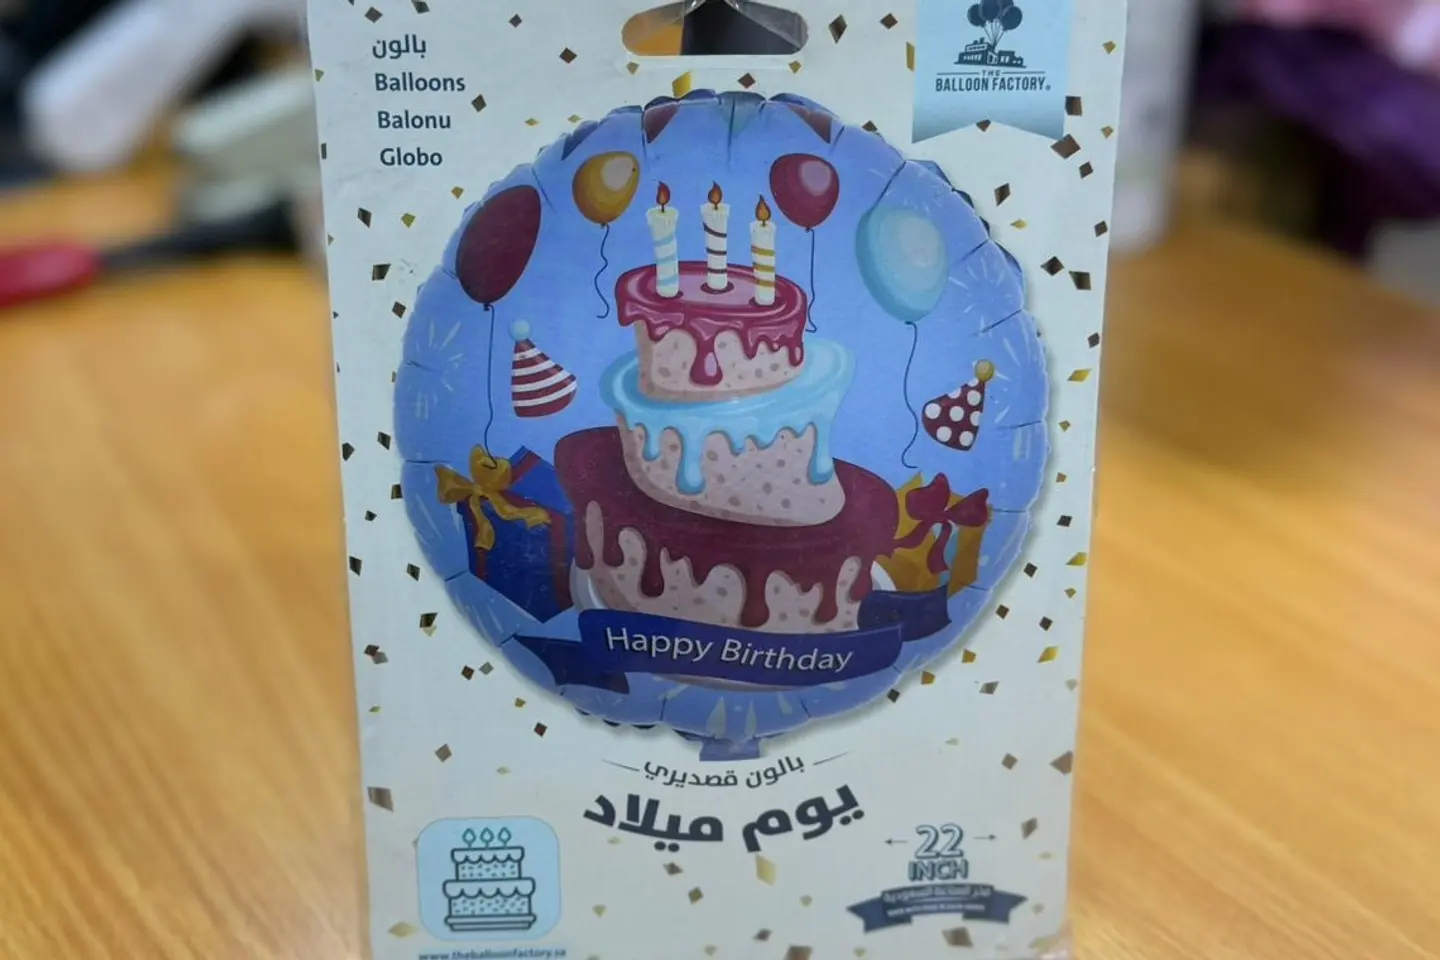 بالون
Balloons
Balonu
Globo
THE
BALLOON FACTORY
Happy Birthday
بالون قصديري
يوم ميلاد
22
INCH
www.theballoonfactory.sa